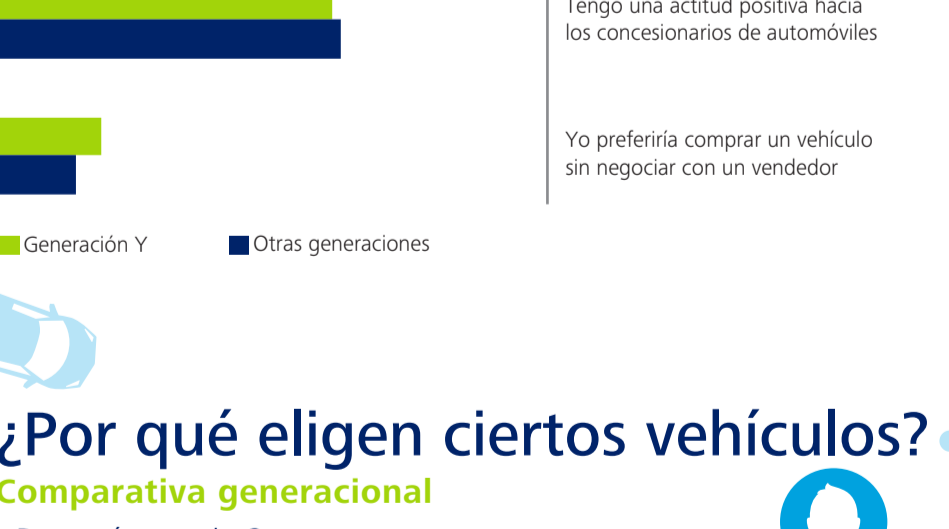 Tengo una actitud positiva hacia
los concesionarios de automóviles
Yo preferiría comprar un vehículo
sin negociar con un vendedor
Generación Y
Otras generaciones
¿Por qué eligen ciertos vehículos?
Comparativa generacional